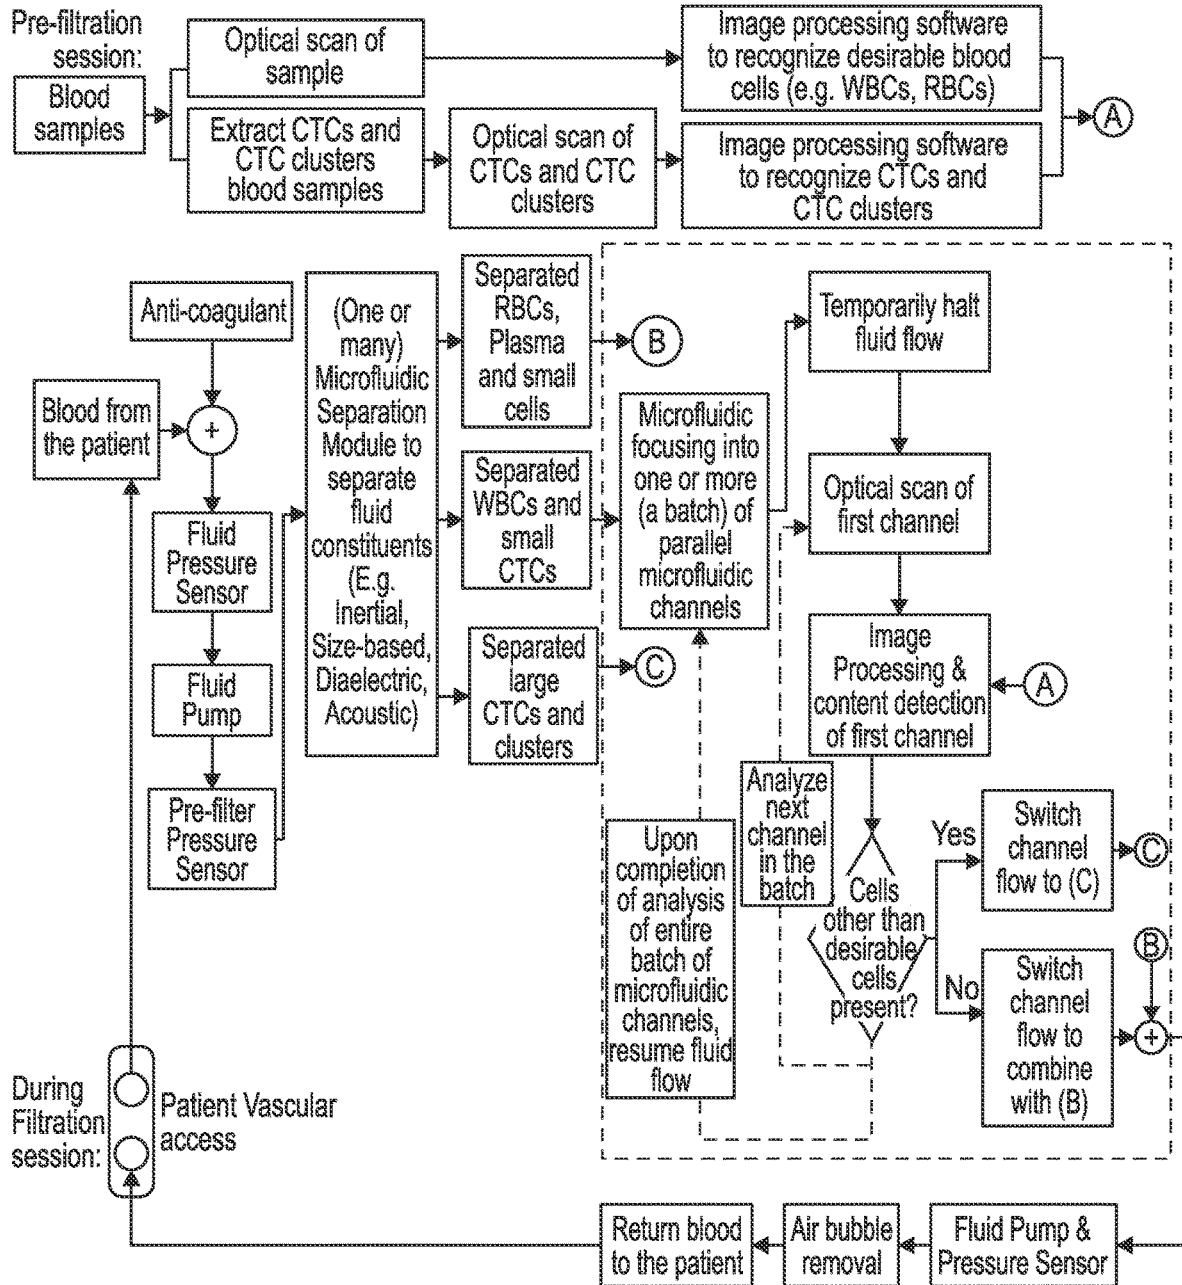 Pre-filtration
session:
Blood
samples
Optical scan of
sample
Image processing software
to recognize desirable blood
cells (e.g. WBCs, RBCs)
A
Extract CTCs and
CTC clusters
blood samples
Optical scan of
CTCs and CTC
clusters
Image processing software
to recognize CTCs and
CTC clusters
Anti-coagulant
Blood from
the patient
+
Fluid
Pressure
Sensor
Fluid
Pump
Pre-filter
Pressure
Sensor
(One or
many)
Microfluidic
Separation
Module to
separate
fluid
constituents
(E.g.
Inertial,
Size-based,
Diaelectric,
Acoustic)
Separated
RBCs,
Plasma
and small
cells
B
Separated
WBCs and
small
CTCs
Separated
large
CTCs and
clusters
C
Microfluidic
focusing into
one or more
(a batch) of
parallel
microfluidic
channels
Temporarily halt
fluid flow
Optical scan of
first channel
Image
Processing &
content detection
of first channel
A
Analyze
next
channel
in the
batch
Upon
completion
of analysis
of entire
batch of
microfluidic
channels,
resume fluid
flow
Cells
other than
desirable
cells
present?
Yes
Switch
channel
flow to (C)
C
No
Switch
channel
flow to
combine
with (B)
B
+
During
Filtration
session:
Patient Vascular
access
Return blood
to the patient
Air bubble
removal
Fluid Pump &
Pressure Sensor